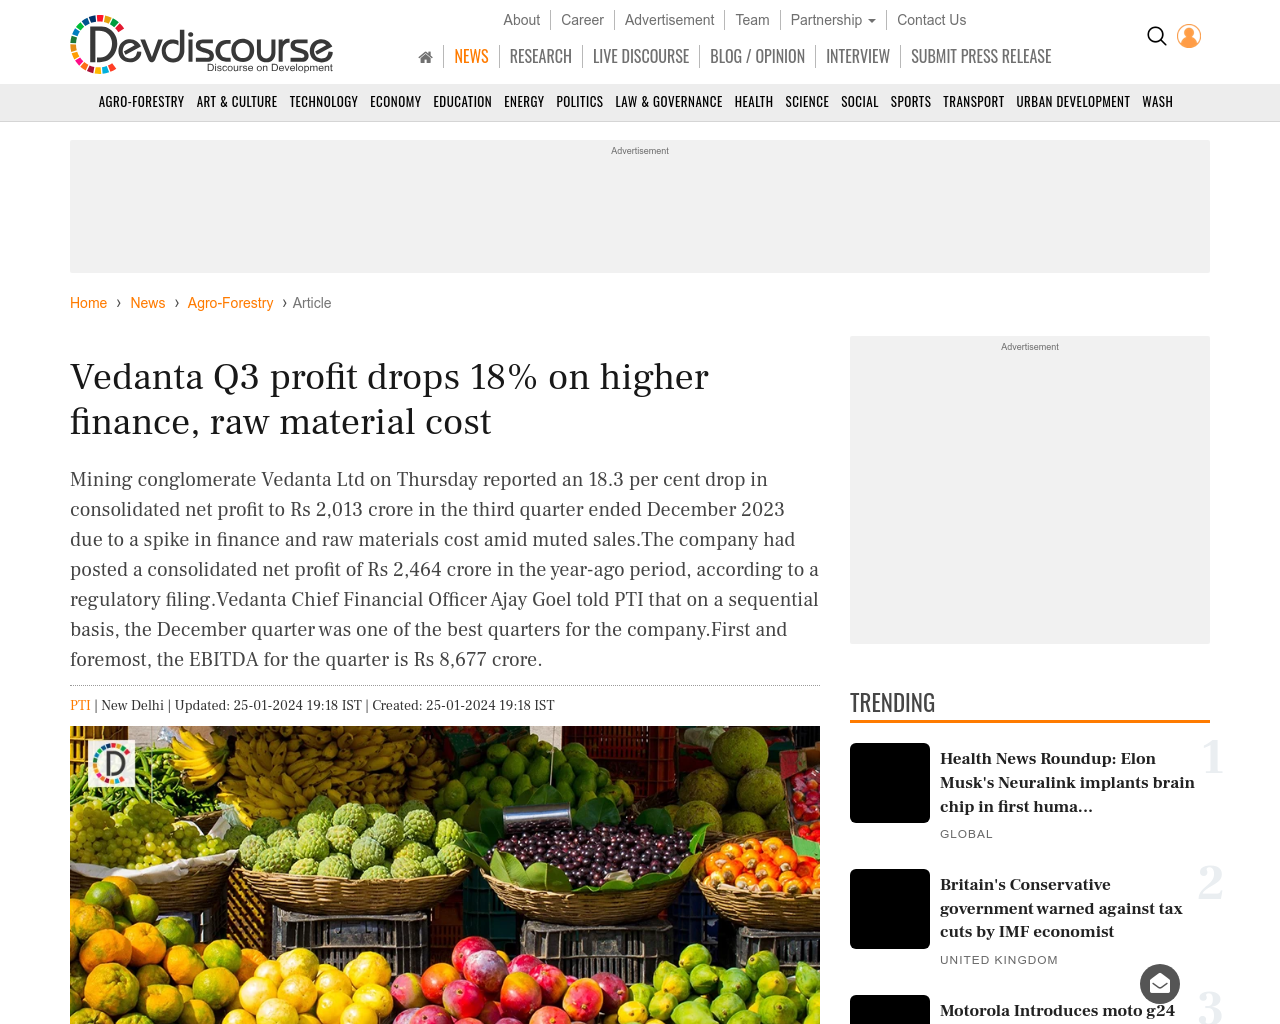 About
Career
Advertisement
Team
Partnership
Contact Us
Devdiscourse
Discourse on Development
NEWS
RESEARCH
LIVE DISCOURSE
BLOG / OPINION
INTERVIEW
SUBMIT PRESS RELEASE
AGRO-FORESTRY ART & CULTURE TECHNOLOGY ECONOMY EDUCATION ENERGY POLITICS LAW & GOVERNANCE HEALTH SCIENCE SOCIAL SPORTS TRANSPORT URBAN DEVELOPMENT WASH
Advertisement
Home › News › Agro-Forestry › Article
Vedanta Q3 profit drops 18% on higher
finance, raw material cost
Mining conglomerate Vedanta Ltd on Thursday reported an 18.3 per cent drop in
consolidated net profit to Rs 2,013 crore in the third quarter ended December 2023
due to a spike in finance and raw materials cost amid muted sales.The company had
posted a consolidated net profit of Rs 2,464 crore in the year-ago period, according to a
regulatory filing.Vedanta Chief Financial Officer Ajay Goel told PTI that on a sequential
basis, the December quarter was one of the best quarters for the company.First and
foremost, the EBITDA for the quarter is Rs 8,677 crore.
PTI | New Delhi | Updated: 25-01-2024 19:18 IST | Created: 25-01-2024 19:18 IST
D
Advertisement
TRENDING
1
Health News Roundup: Elon
Musk's Neuralink implants brain
chip in first huma...
GLOBAL
2
Britain's Conservative
government warned against tax
cuts by IMF economist
UNITED KINGDOM
3
Motorola Introduces moto g24